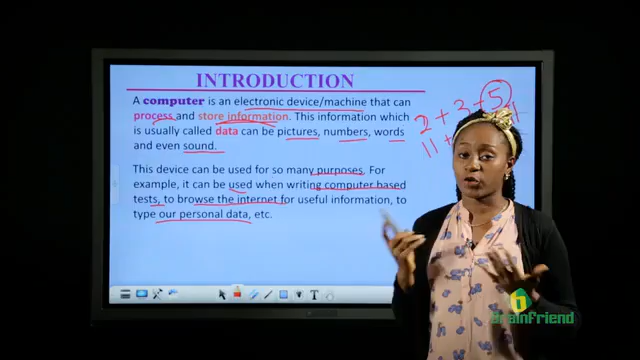 INTRODUCTION
A computer is an electronic device/machine that can
process and store information. This information which
is usually called data can be pictures, numbers, words
and even sound.
This device can be used for so many purposes. For
example, it can be used when writing computer based
tests, to browse the internet for useful information, to
type our personal data, etc.
2 + 3 = 5
11 +
T
Brainfriend